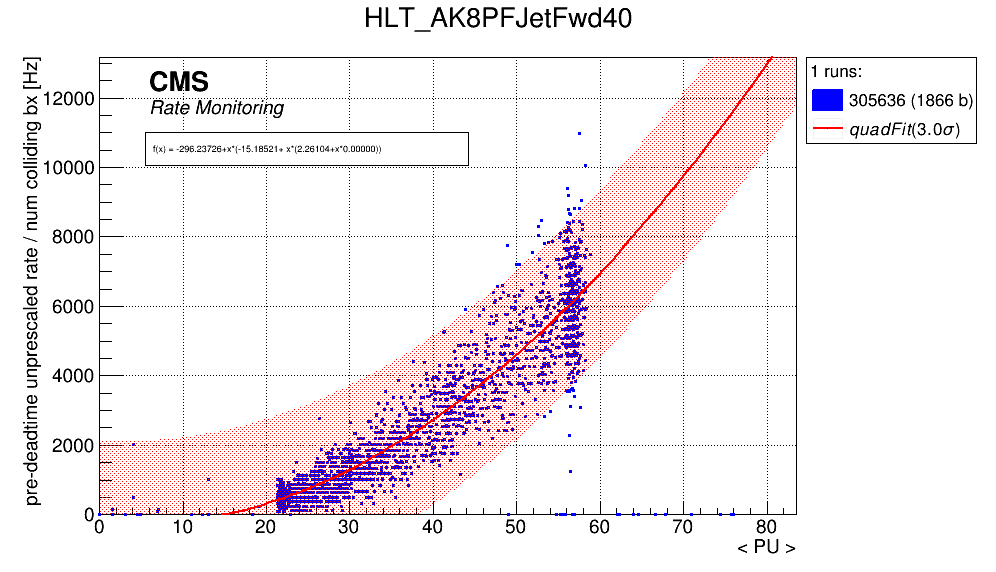 HLT_AK8PFJetFwd40
pre-deadtime unprescaled rate / num colliding bx [Hz]
CMS
Rate Monitoring
f(x) = -296.23726+x*(-15.18521+ x*(2.26104+x*0.00000))
12000
10000
8000
6000
4000
2000
0
0 10 20 30 40 50 60 70 80
< PU >
1 runs:
305636 (1866 b)
quadFit(3.0σ)